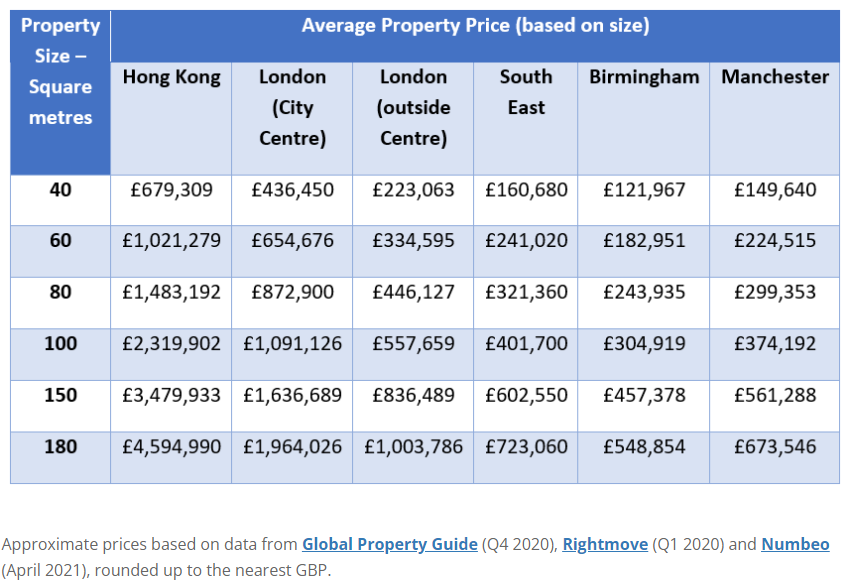 Property Size – Square metres
Average Property Price (based on size)
Hong Kong
London (City Centre)
London (outside Centre)
South East
Birmingham
Manchester
40 £679,309 £436,450 £223,063 £160,680 £121,967 £149,640
60 £1,021,279 £654,676 £334,595 £241,020 £182,951 £224,515
80 £1,483,192 £872,900 £446,127 £321,360 £243,935 £299,353
100 £2,319,902 £1,091,126 £557,659 £401,700 £304,919 £374,192
150 £3,479,933 £1,636,689 £836,489 £602,550 £457,378 £561,288
180 £4,594,990 £1,964,026 £1,003,786 £723,060 £548,854 £673,546
Approximate prices based on data from Global Property Guide (Q4 2020), Rightmove (Q1 2020) and Numbeo
(April 2021), rounded up to the nearest GBP.